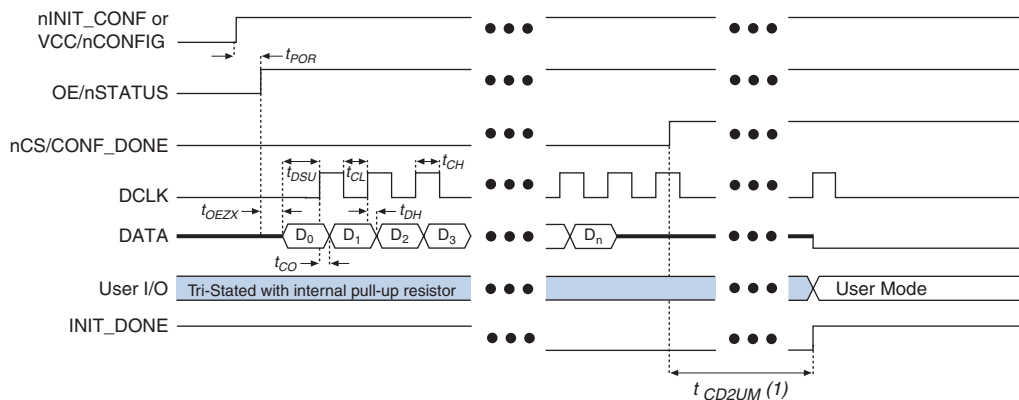 nINIT_CONF or
VCC/nCONFIG
tPOR
OE/nSTATUS
nCS/CONF_DONE
tDSU
tCL
tCH
DCLK
tOEZX
tDH
DATA
D0
D1
D2
D3
Dn
tCO
User I/O
Tri-Stated with internal pull-up resistor
User Mode
INIT_DONE
t CD2UM (1)